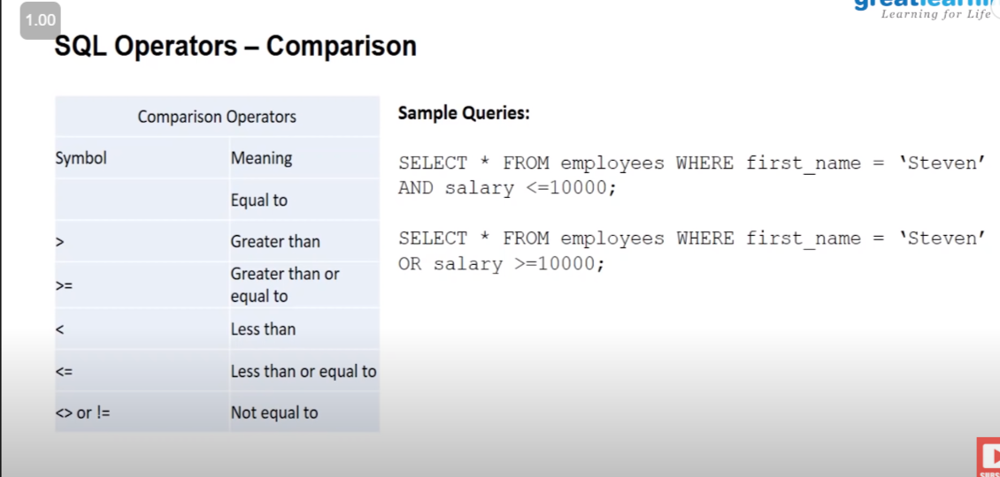 1.00
greatlearning
Learning for Life
SQL Operators – Comparison
Comparison Operators
Symbol Meaning
Equal to
> Greater than
>= Greater than or
equal to
< Less than
<= Less than or equal to
<> or != Not equal to
Sample Queries:
SELECT * FROM employees WHERE first_name = ‘Steven’
AND salary <=10000;
SELECT * FROM employees WHERE first_name = ‘Steven’
OR salary >=10000;